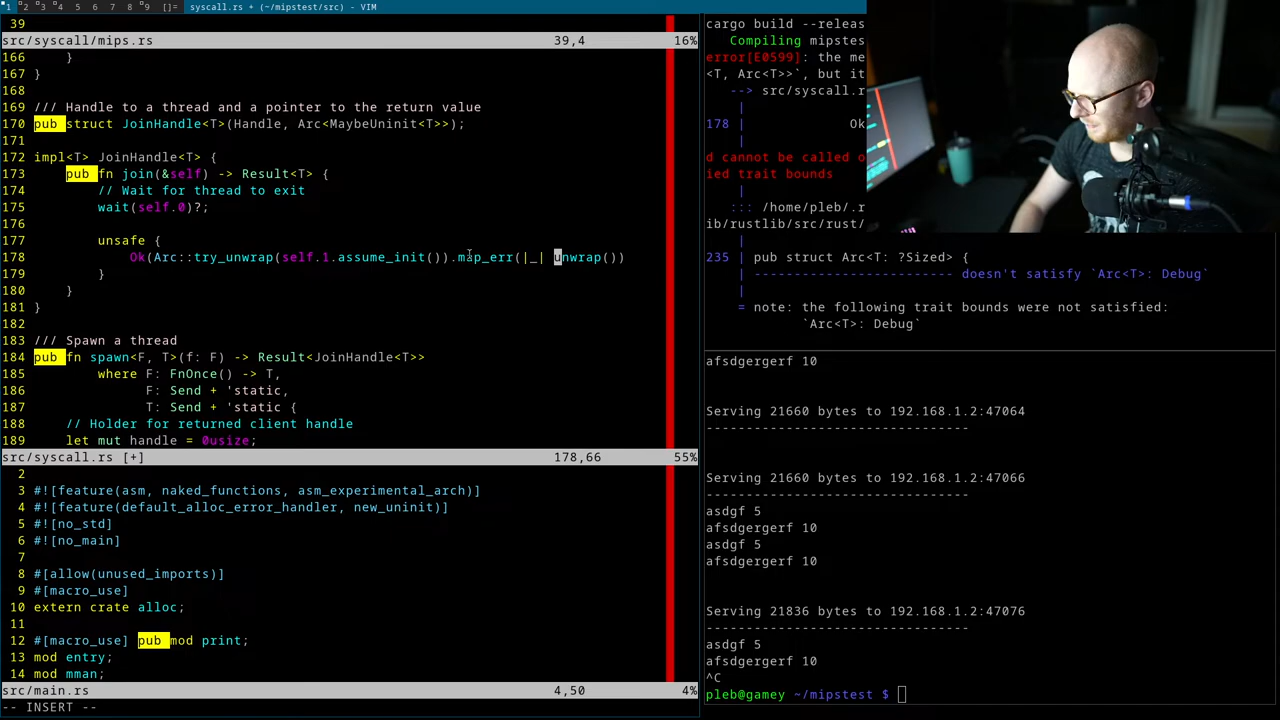 1 2 3 4 5 6 7 8 9 []= syscall.rs + (~/mipstest/src) - VIM
39
src/syscall/mips.rs 39,4 16%
166 }
167 }
168
169 /// Handle to a thread and a pointer to the return value
170 pub struct JoinHandle<T>(Handle, Arc<MaybeUninit<T>>);
171
172 impl<T> JoinHandle<T> {
173 pub fn join(&self) -> Result<T> {
174 // Wait for thread to exit
175 wait(self.0)?;
176
177 unsafe {
178 Ok(Arc::try_unwrap(self.1.assume_init()).map_err(|_| unwrap())
179 }
180 }
181 }
182
183 /// Spawn a thread
184 pub fn spawn<F, T>(f: F) -> Result<JoinHandle<T>>
185 where F: FnOnce() -> T,
186 F: Send + 'static,
187 T: Send + 'static {
188 // Holder for returned client handle
189 let mut handle = 0usize;
src/syscall.rs [+] 178,66 55%
2
3 #![feature(asm, naked_functions, asm_experimental_arch)]
4 #![feature(default_alloc_error_handler, new_uninit)]
5 #![no_std]
6 #![no_main]
7
8 #[allow(unused_imports)]
9 #[macro_use]
10 extern crate alloc;
11
12 #[macro_use] pub mod print;
13 mod entry;
14 mod mman;
src/main.rs 4,50 4%
-- INSERT --
cargo build --releas
Compiling mipstes
error[E0599]: the me
<T, Arc<T>>`, but it
--> src/syscall.r
|
178 | Ok
|
d cannot be called o
ied trait bounds
|
::: /home/pleb/.r
ib/rustlib/src/rust/
|
235 | pub struct Arc<T: ?Sized> {
| ------------------------- doesn't satisfy `Arc<T>: Debug`
|
= note: the following trait bounds were not satisfied:
`Arc<T>: Debug`
afsdgergerf 10
Serving 21660 bytes to 192.168.1.2:47064
---------------------------------
Serving 21660 bytes to 192.168.1.2:47066
---------------------------------
asdgf 5
afsdgergerf 10
asdgf 5
afsdgergerf 10
Serving 21836 bytes to 192.168.1.2:47076
---------------------------------
asdgf 5
afsdgergerf 10
^C
pleb@gamey ~/mipstest $